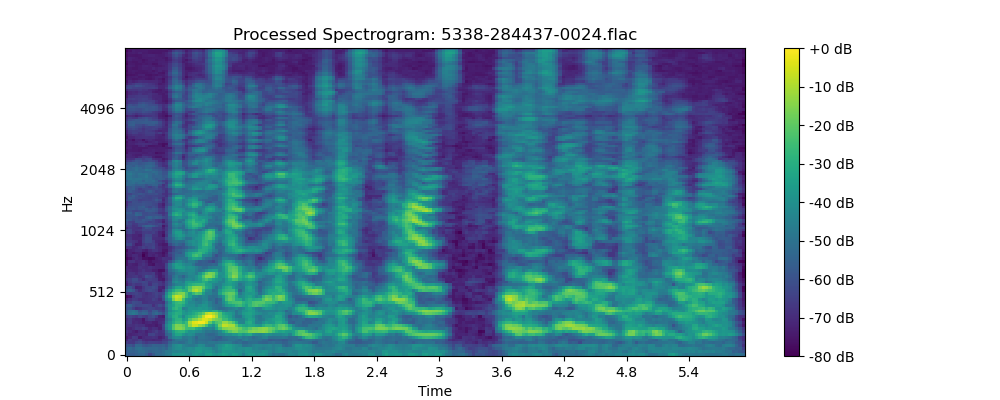 Processed Spectrogram: 5338-284437-0024.flac
Hz
4096
2048
1024
512
0
0 0.6 1.2 1.8 2.4 3 3.6 4.2 4.8 5.4
Time
+0 dB
-10 dB
-20 dB
-30 dB
-40 dB
-50 dB
-60 dB
-70 dB
-80 dB